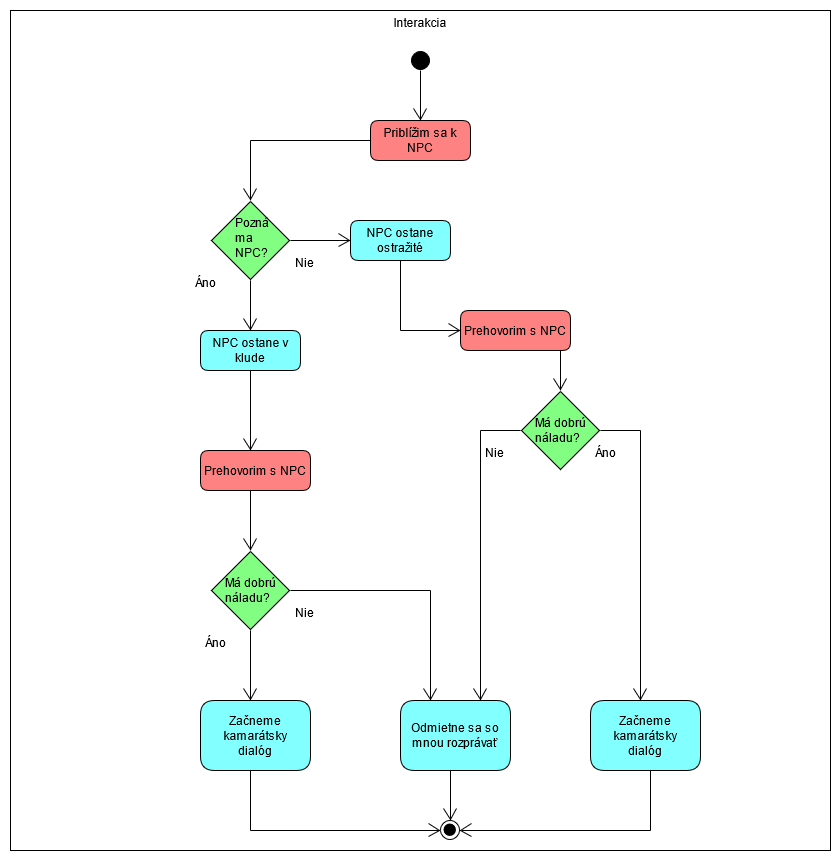 Interakcia
Priblížim sa k
NPC
Pozná
ma
NPC?
Nie
Áno
NPC ostane
ostražité
NPC ostane v
klude
Prehovorim s NPC
Má dobrú
náladu?
Nie
Áno
Prehovorim s NPC
Má dobrú
náladu?
Nie
Áno
Začneme
kamarátsky
dialóg
Odmietne sa so
mnou rozprávať
Začneme
kamarátsky
dialóg